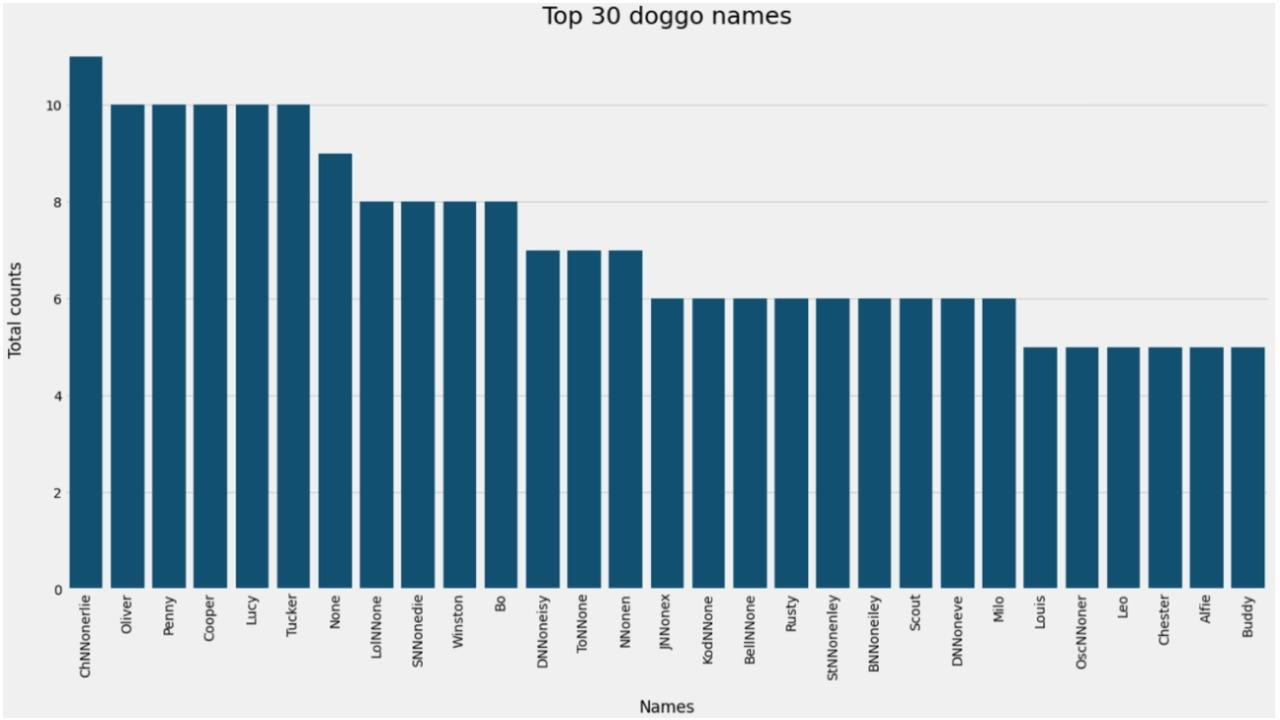 Top 30 doggo names
Total counts
10
8
6
4
2
0
ChNNonerlie
Oliver
Penny
Cooper
Lucy
Tucker
None
LolNNone
SNNonedie
Winston
Bo
DNNoneisy
ToNNone
NNonen
JNNonex
KodNNone
BellNNone
Rusty
StNNonenley
BNNoneiley
Scout
DNNoneve
Milo
Louis
OscNNoner
Leo
Chester
Alfie
Buddy
Names